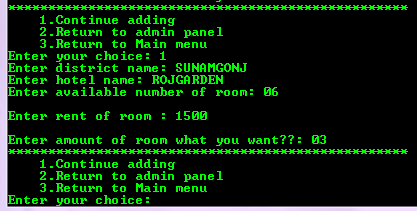 **************************************************
1.Continue adding
2.Return to admin panel
3.Return to Main menu
Enter your choice: 1
Enter district name: SUNAMGONJ
Enter hotel name: ROJGARDEN
Enter available number of room: 06
Enter rent of room : 1500
Enter amount of room what you want??: 03
**************************************************
1.Continue adding
2.Return to admin panel
3.Return to Main menu
Enter your choice: